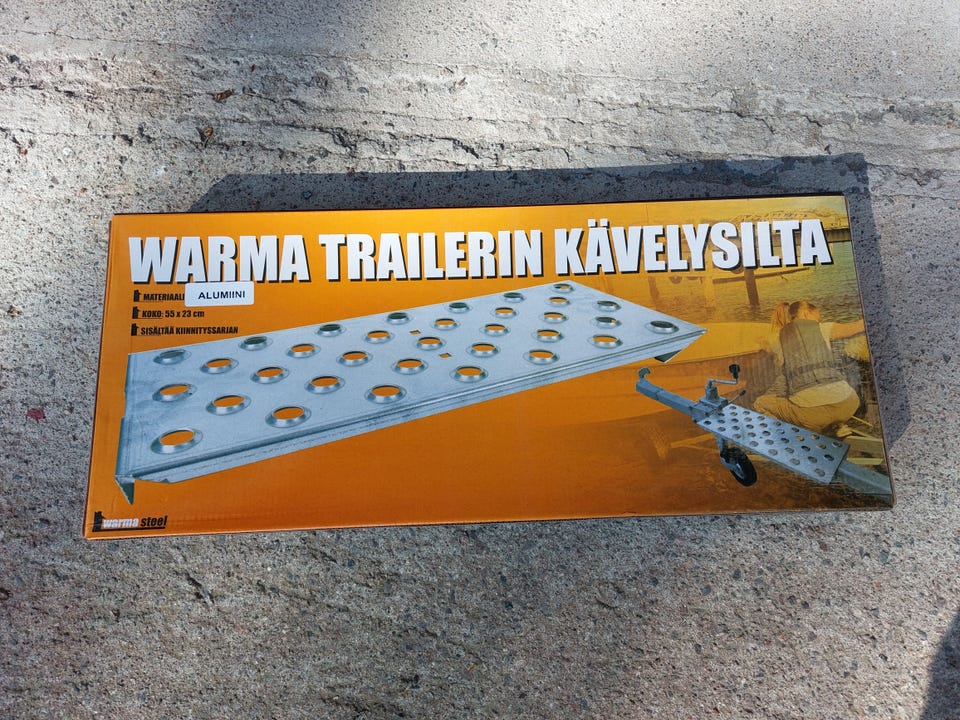 WARMA TRAILERIN KÄVELYSILTA
MATERIAALI ALUMIINI
KOKO: 55 x 23 cm
SISÄLTÄÄ KIINNITYSSARJAN
warma steel